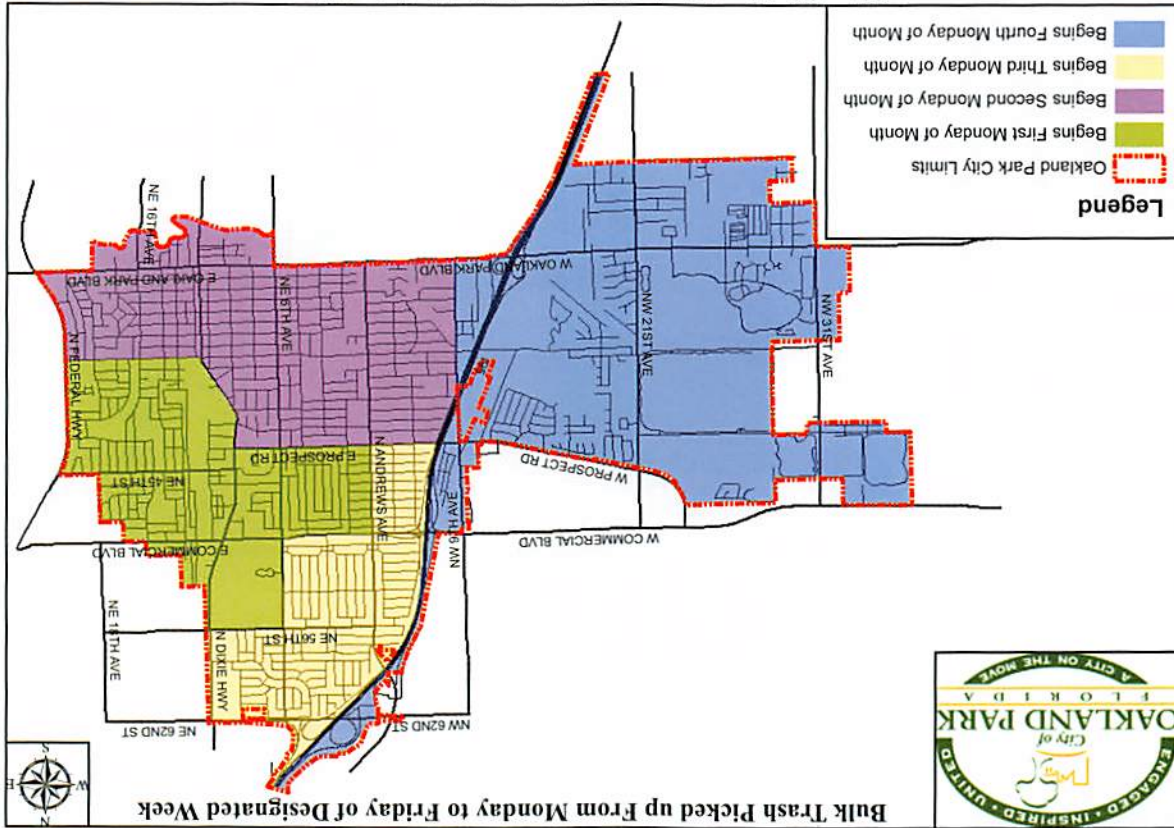 Bulk Trash Picked up From Monday to Friday of Designated Week
ENGAGED • INSPIRED • UNITED
City of
OAKLAND PARK
FLORIDA
A CITY ON THE MOVE
N
W
E
S
NW 62ND ST
NE 62ND ST
NE 56TH ST
N DIXIE HWY
NE 18TH AVE
W COMMERCIAL BLVD
E COMMERCIAL BLVD
NW 9TH AVE
N ANDREWS AVE
NE 45TH ST
W PROSPECT RD
E PROSPECT RD
N FEDERAL HWY
NW 31ST AVE
NW 21ST AVE
NE 6TH AVE
W OAKLAND PARK BLVD
E OAKLAND PARK BLVD
NE 16TH AVE
Legend
Oakland Park City Limits
Begins First Monday of Month
Begins Second Monday of Month
Begins Third Monday of Month
Begins Fourth Monday of Month